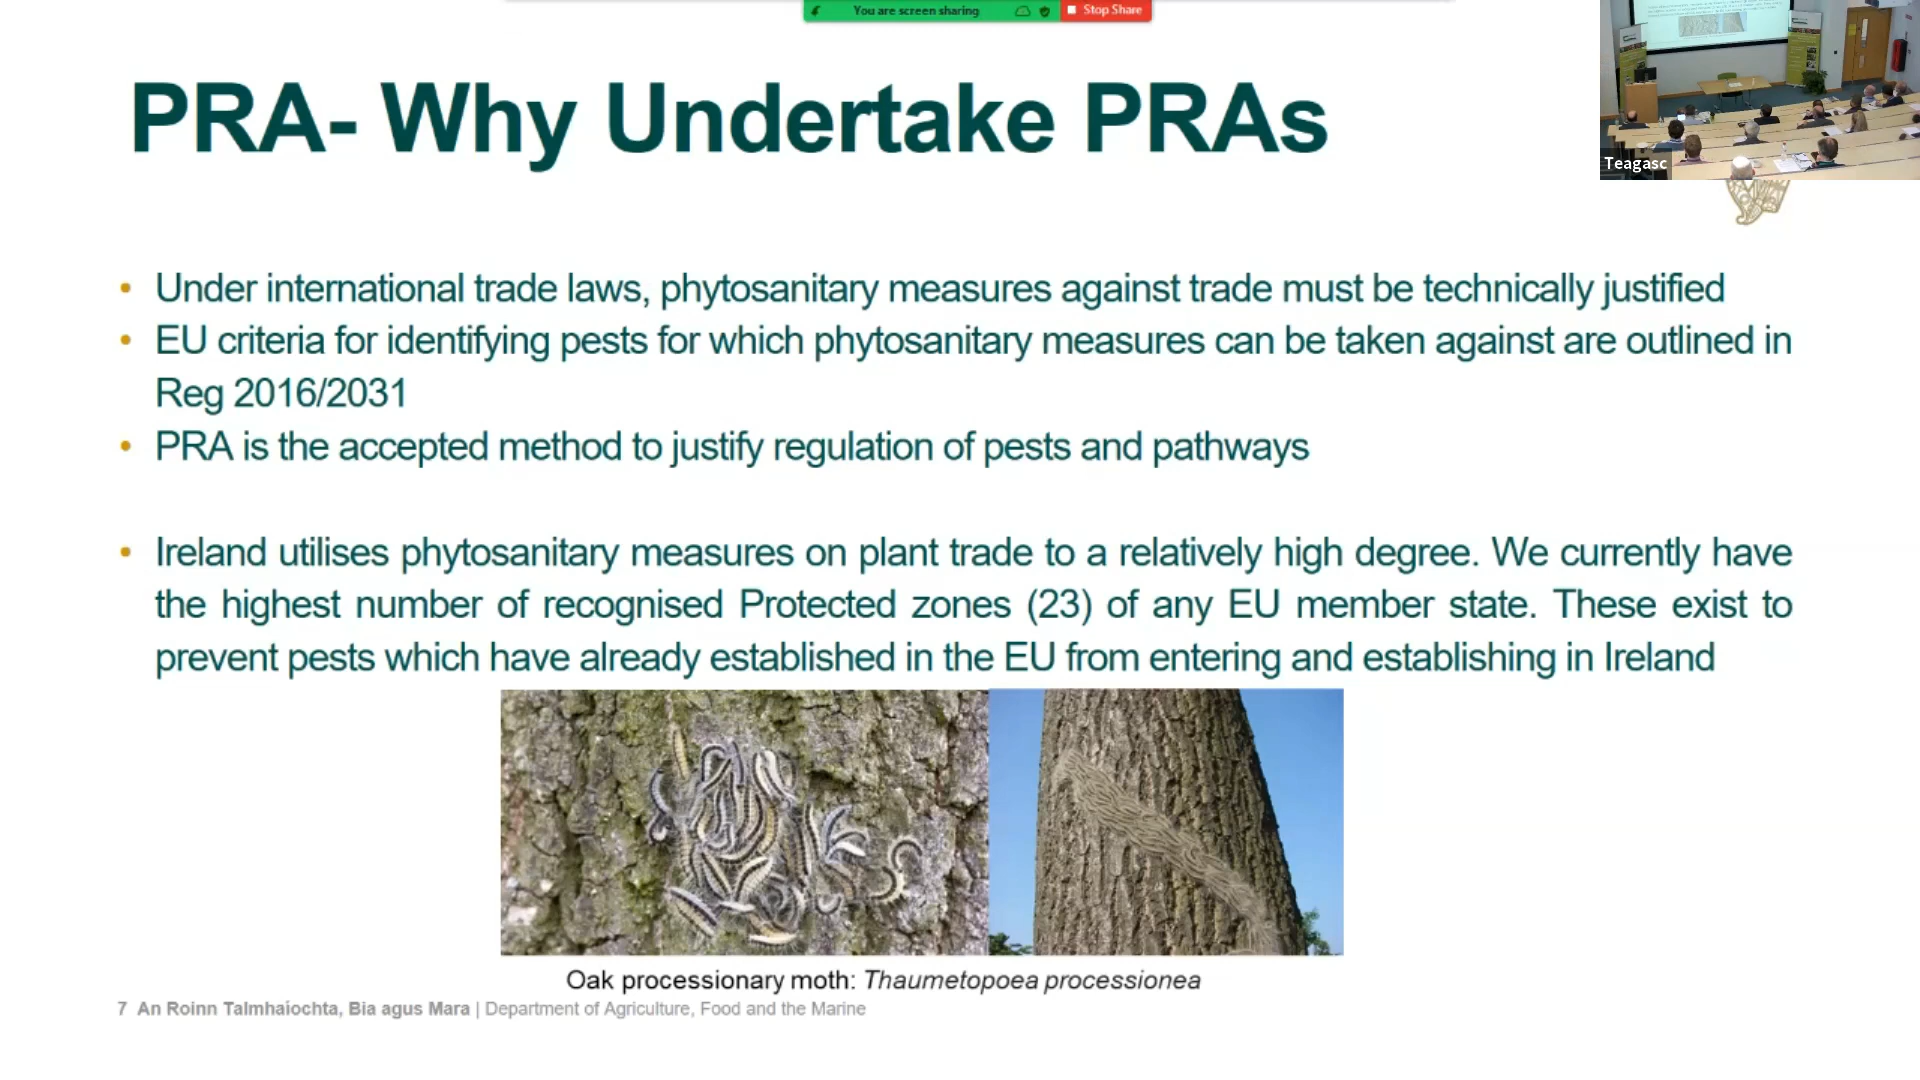 You are screen sharing
Stop Share
PRA- Why Undertake PRAs
Teagasc
• Under international trade laws, phytosanitary measures against trade must be technically justified
• EU criteria for identifying pests for which phytosanitary measures can be taken against are outlined in
Reg 2016/2031
• PRA is the accepted method to justify regulation of pests and pathways
• Ireland utilises phytosanitary measures on plant trade to a relatively high degree. We currently have
the highest number of recognised Protected zones (23) of any EU member state. These exist to
prevent pests which have already established in the EU from entering and establishing in Ireland
Oak processionary moth: Thaumetopoea processionea
7 An Roinn Talmhaíochta, Bia agus Mara | Department of Agriculture, Food and the Marine